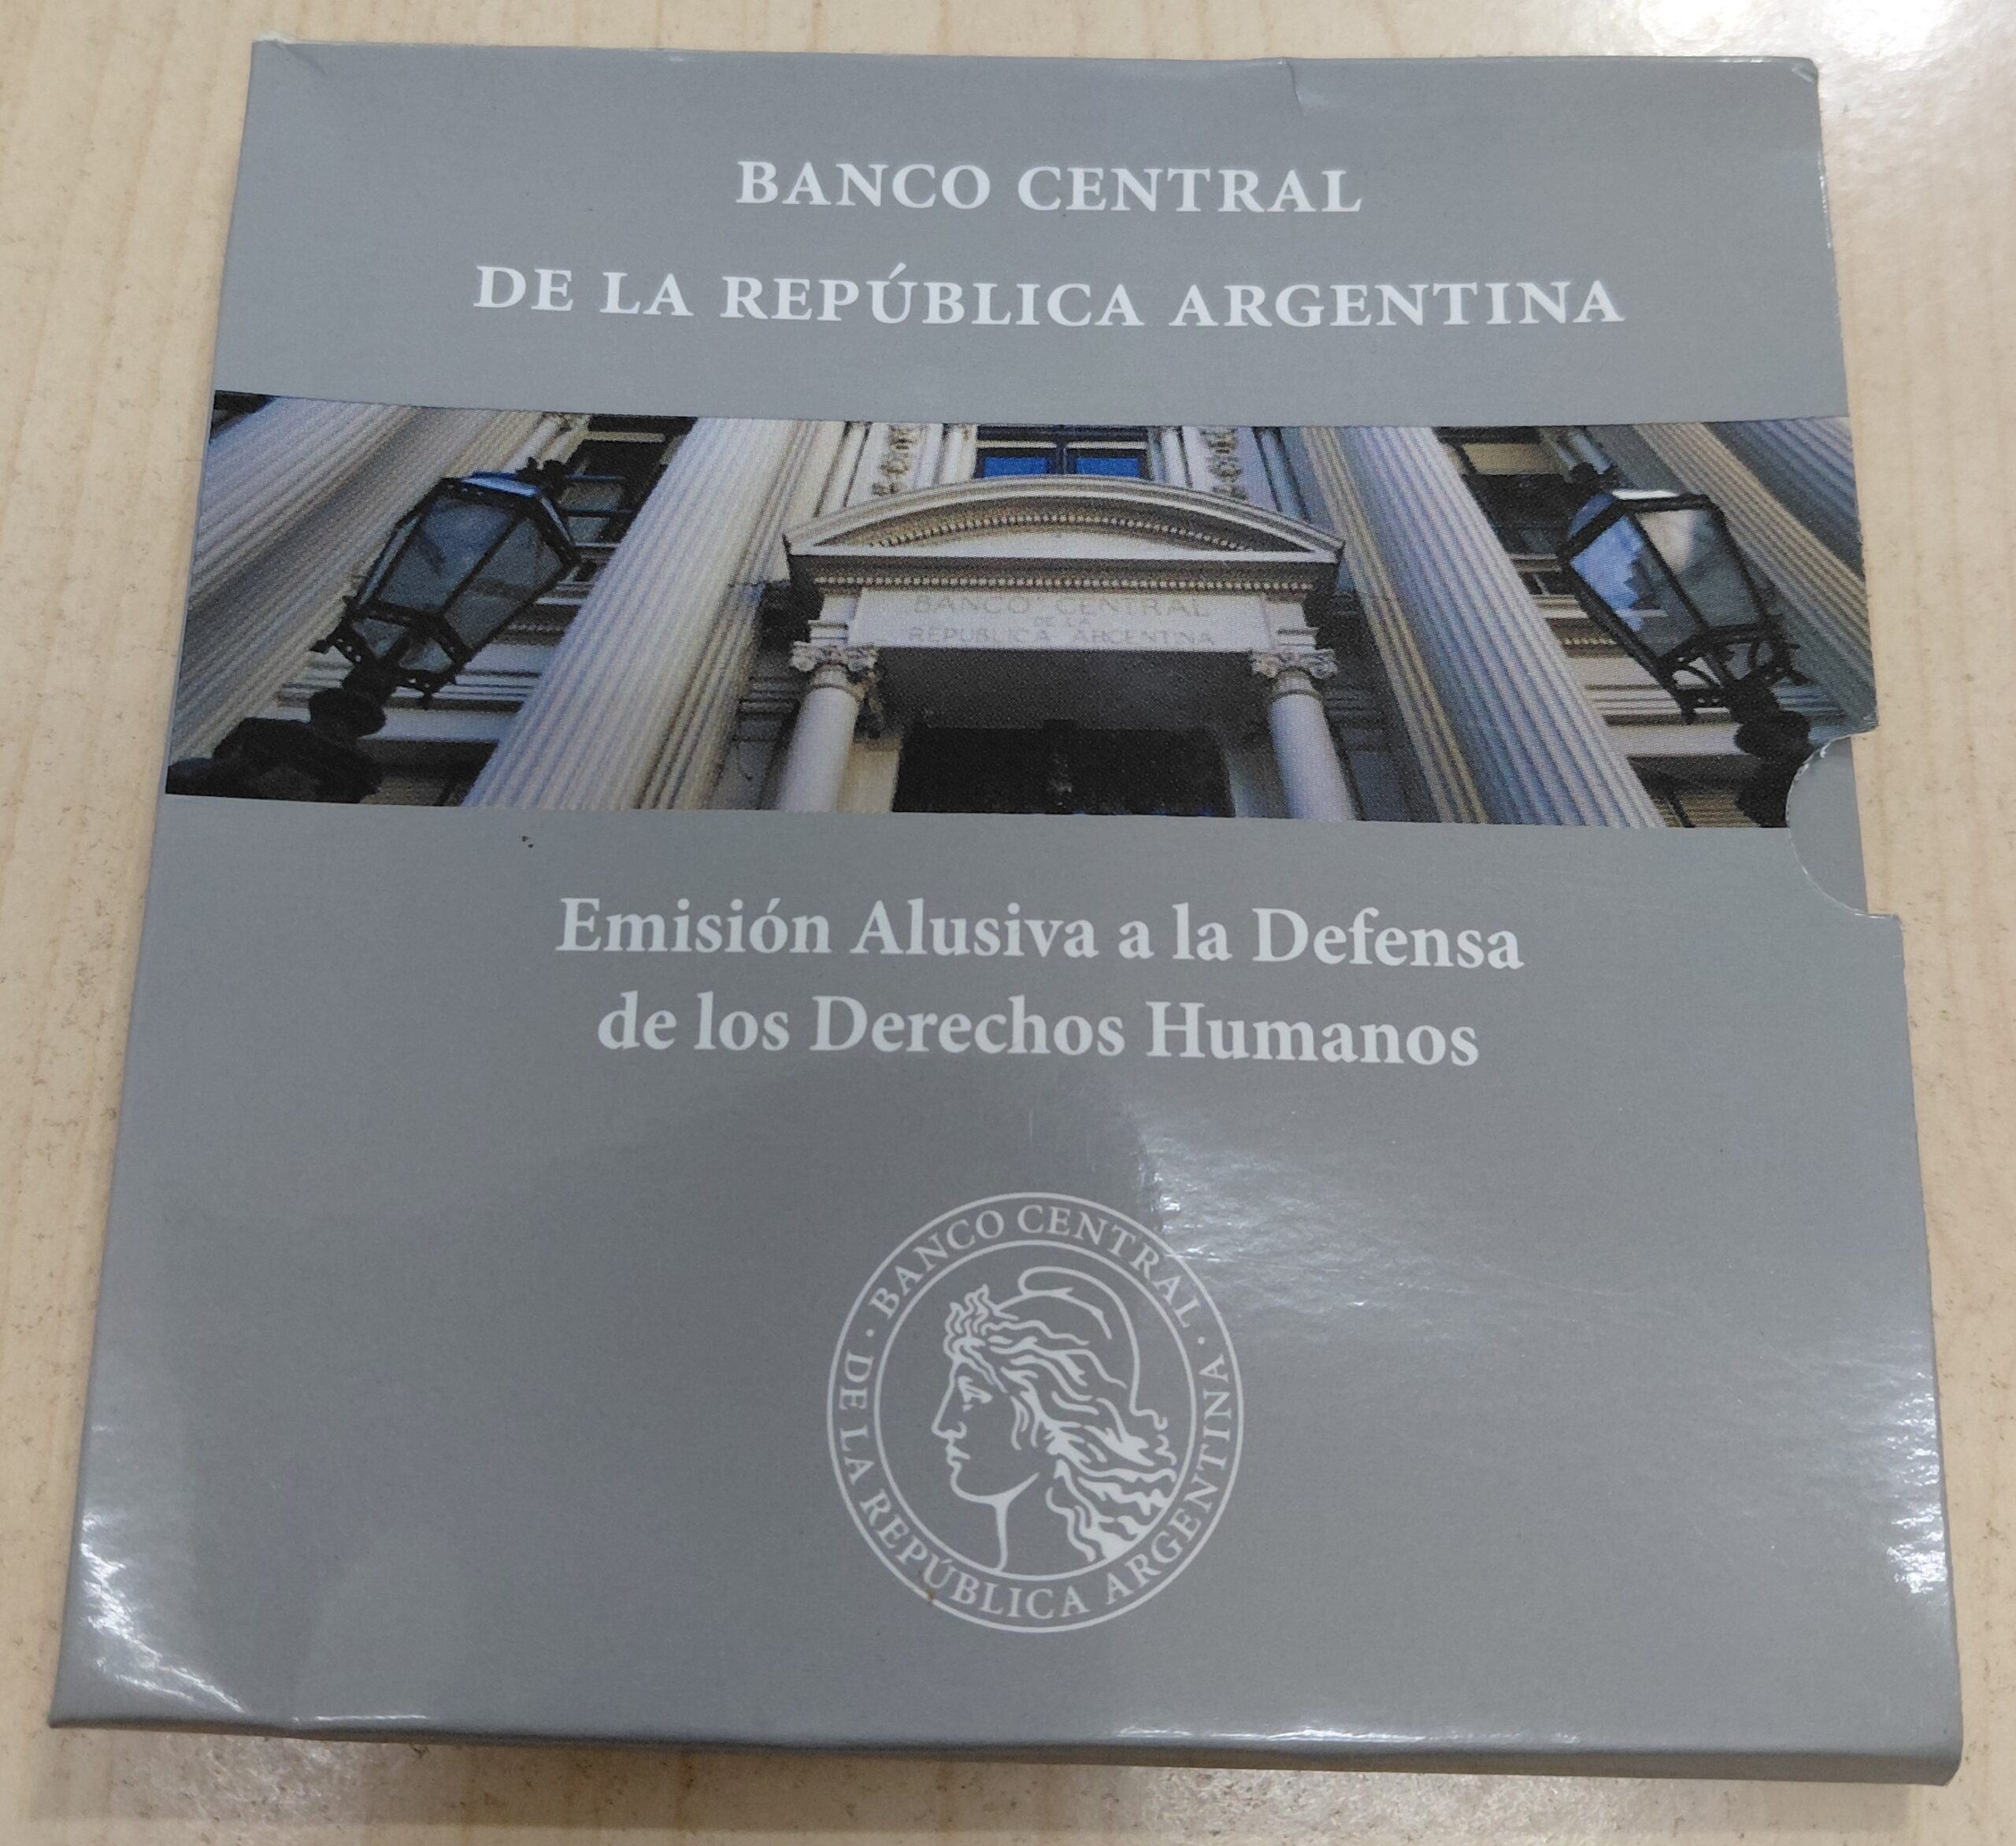 BANCO CENTRAL
DE LA REPÚBLICA ARGENTINA
BANCO CENTRAL
DE LA
REPUBLICA ARGENTINA
Emisión Alusiva a la Defensa
de los Derechos Humanos
· BANCO CENTRAL ·
DE LA REPÚBLICA ARGENTINA